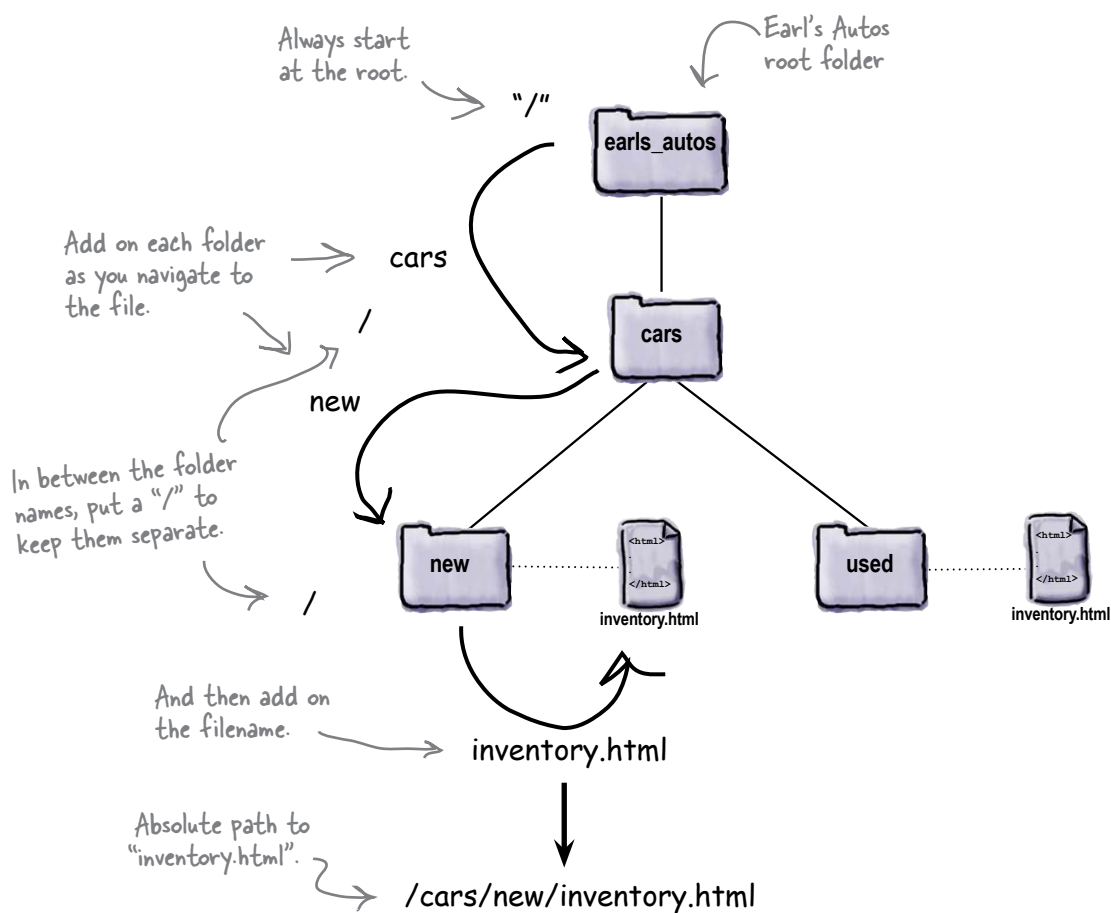 Always start
at the root.
Earl's Autos
root folder
"/"
earls_autos
Add on each folder
as you navigate to
the file.
cars
/
cars
new
In between the folder
names, put a "/" to
keep them separate.
/
new
<html>
.
.
</html>
inventory.html
used
<html>
.
.
</html>
inventory.html
And then add on
the filename.
inventory.html
Absolute path to
"inventory.html".
/cars/new/inventory.html